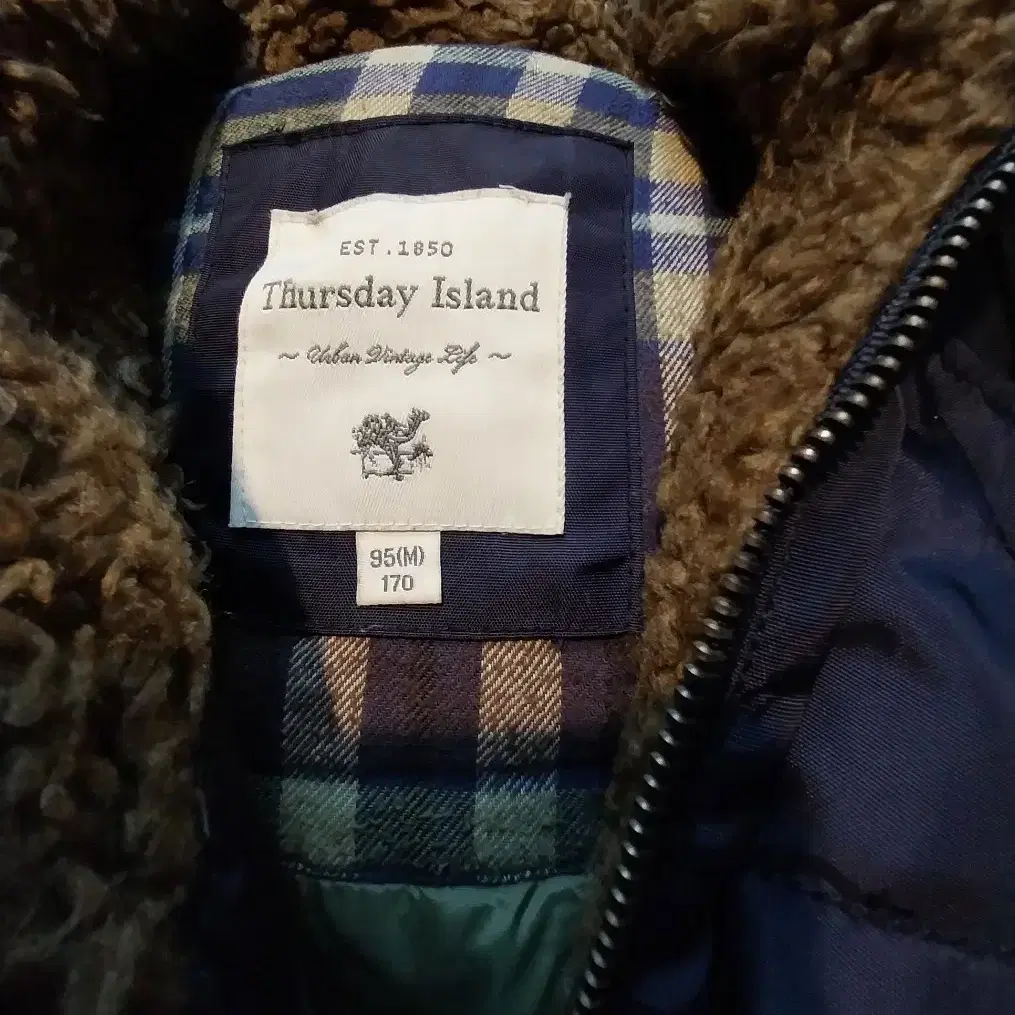 EST.1850
Thursday Island
~ Urban Vintage Life ~
95(M)
170